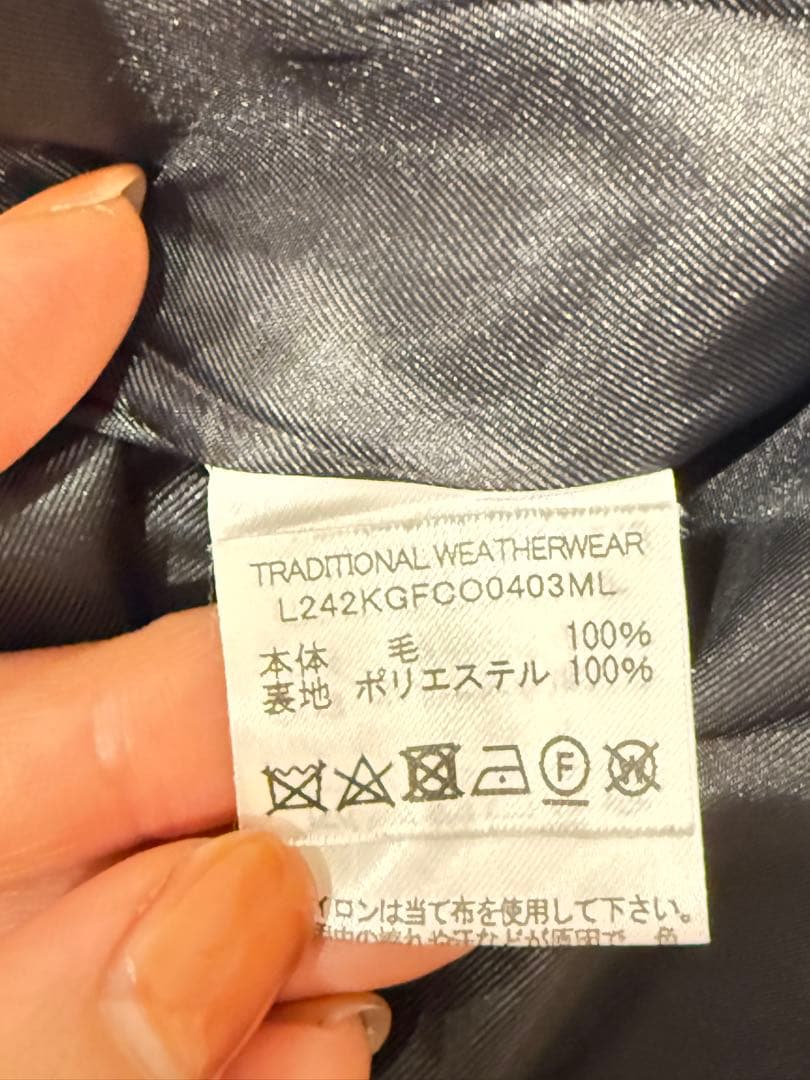 TRADITIONAL WEATHERWEAR
L242KGFCO0403ML
本体 毛 100%
裏地 ポリエステル 100%
F W
イロンは当て布を使用して下さい。